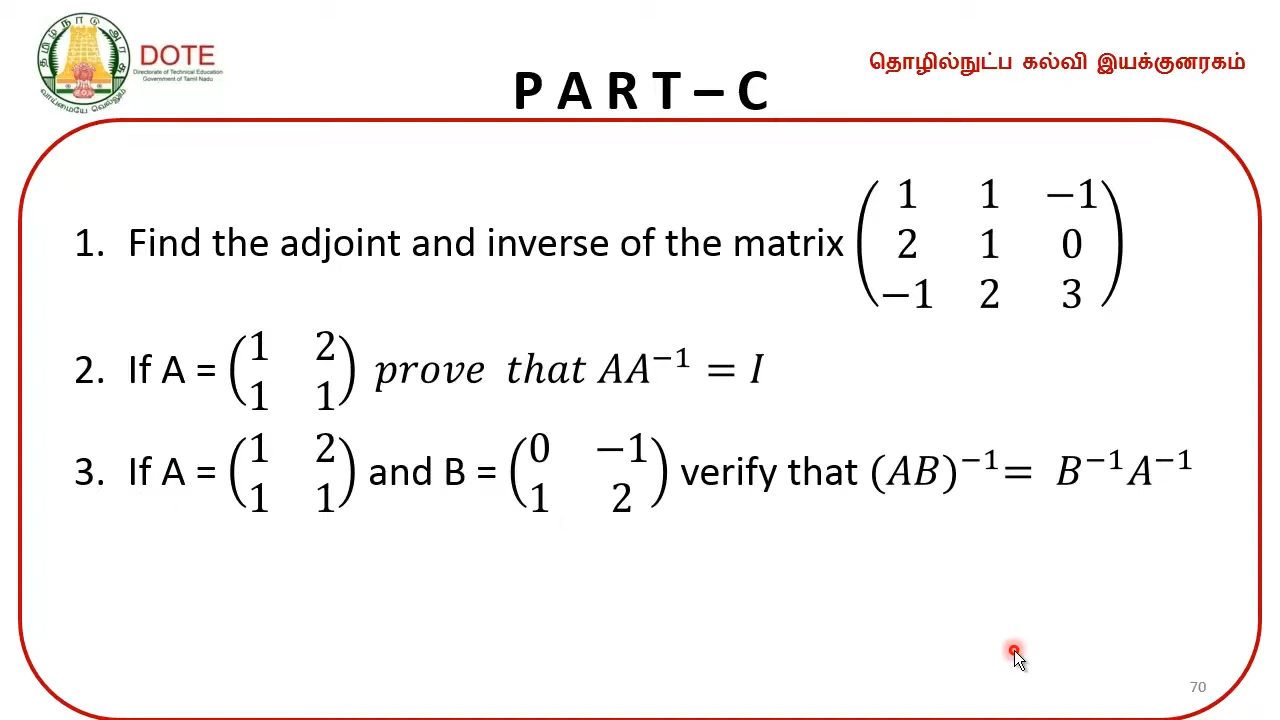 தமிழ்நாடு அரசு
வாய்மையே வெல்லும்
DOTE
Directorate of Technical Education
Government of Tamil Nadu
தொழில்நுட்ப கல்வி இயக்குனரகம்
PART – C
1. Find the adjoint and inverse of the matrix (1 1 −1; 2 1 0; −1 2 3)
2. If A = (1 2; 1 1) prove that AA⁻¹ = I
3. If A = (1 2; 1 1) and B = (0 −1; 1 2) verify that (AB)⁻¹ = B⁻¹A⁻¹
70